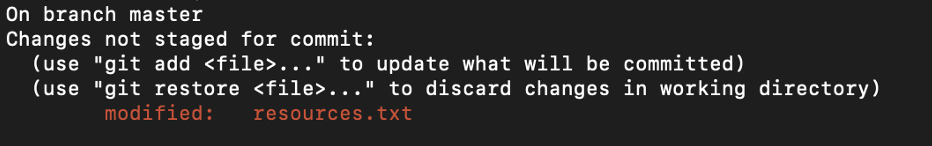 On branch master
Changes not staged for commit:
  (use "git add <file>..." to update what will be committed)
  (use "git restore <file>..." to discard changes in working directory)
        modified:   resources.txt